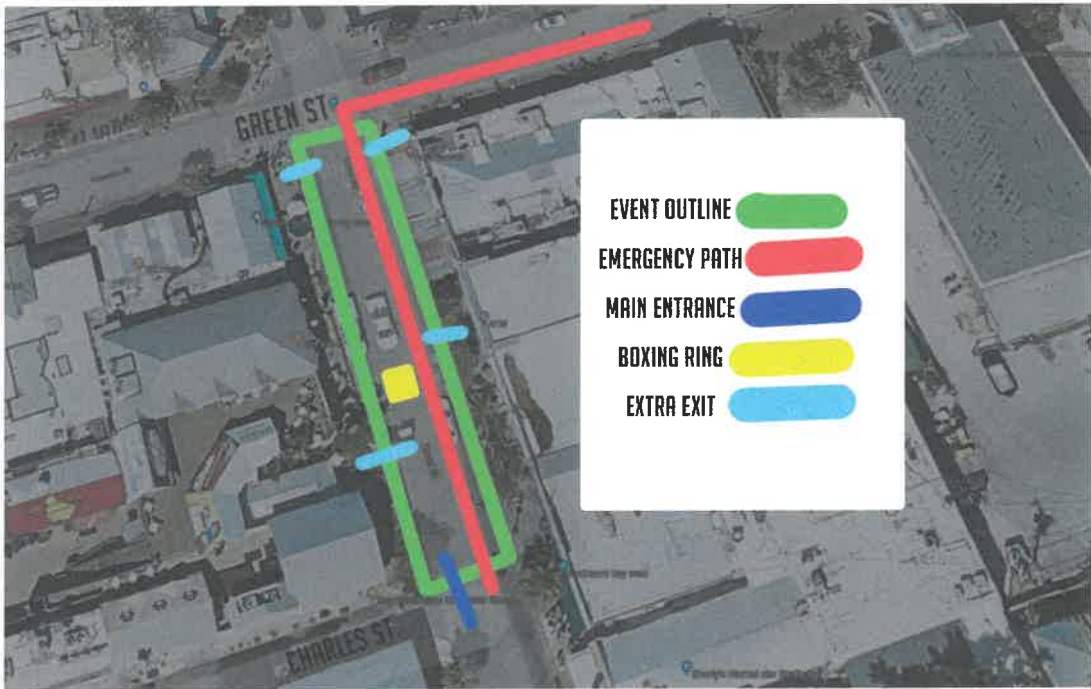 GREEN ST
EVENT OUTLINE
EMERGENCY PATH
MAIN ENTRANCE
BOXING RING
EXTRA EXIT
CHARLES ST